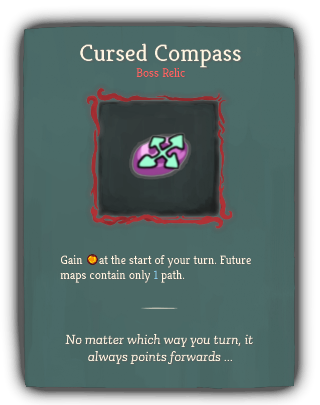 Cursed Compass
Boss Relic
Gain at the start of your turn. Future
maps contain only 1 path.
No matter which way you turn, it
always points forwards ...